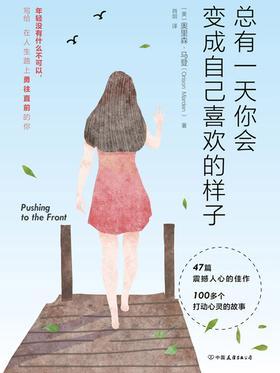 总有一天你会
变成自己喜欢的样子
［美］奥里森·马登（Orison Marden）著
肖娟 译
年轻没有什么不可以，
写给 在人生路上勇往直前的你
Pushing
to the Front
47篇
震撼人心的佳作
100多个
打动心灵的故事
中国友谊出版公司